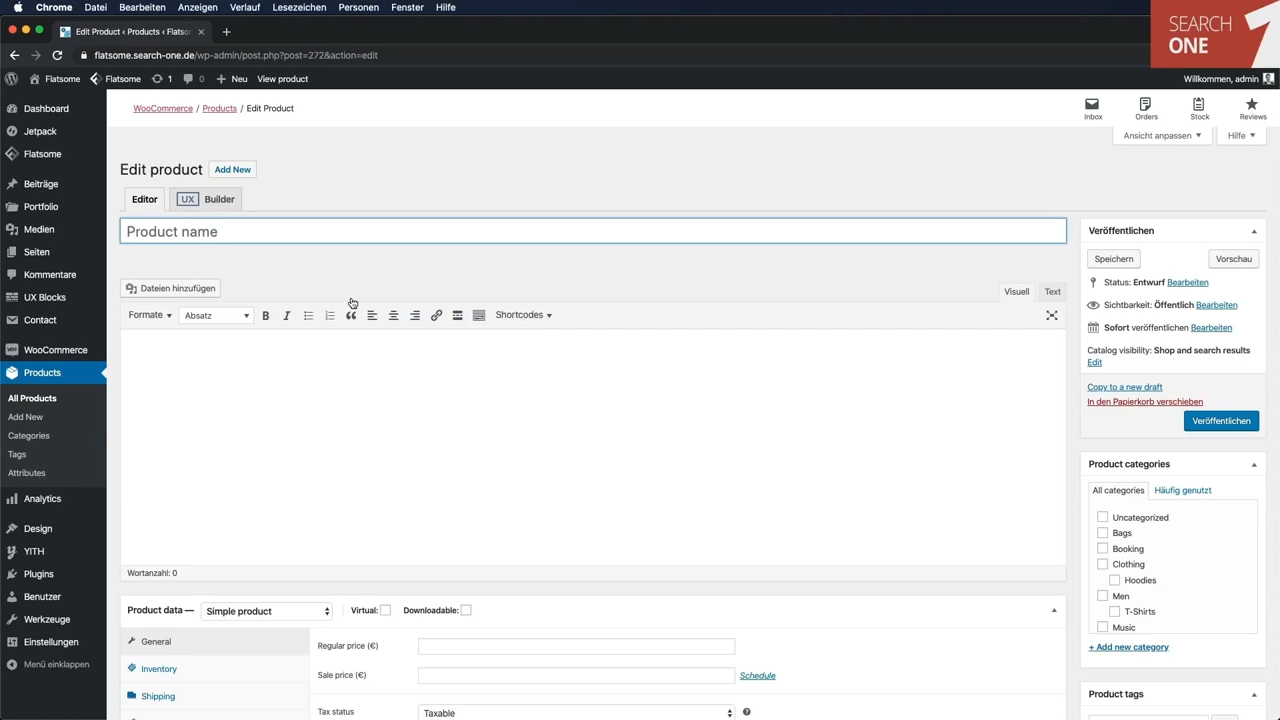 Chrome Datei Bearbeiten Anzeigen Verlauf Lesezeichen Personen Fenster Hilfe
SEARCH
ONE
Edit Product ‹ Products ‹ Flatsom
flatsome.search-one.de/wp-admin/post.php?post=272&action=edit
Flatsome Flatsome 1 0 + Neu View product Willkommen, admin
Dashboard
Jetpack
Flatsome
Beiträge
Portfolio
Medien
Seiten
Kommentare
UX Blocks
Contact
WooCommerce
Products
All Products
Add New
Categories
Tags
Attributes
Analytics
Design
YITH
Plugins
Benutzer
Werkzeuge
Einstellungen
Menü einklappen
WooCommerce / Products / Edit Product
Inbox Orders Stock Reviews
Ansicht anpassen Hilfe
Edit product Add New
Editor UX Builder
Product name
Dateien hinzufügen Visuell Text
Formate Absatz B I Shortcodes
Wortanzahl: 0
Product data — Simple product Virtual: Downloadable:
General
Inventory
Shipping
Regular price (€)
Sale price (€) Schedule
Tax status Taxable
Veröffentlichen
Speichern Vorschau
Status: Entwurf Bearbeiten
Sichtbarkeit: Öffentlich Bearbeiten
Sofort veröffentlichen Bearbeiten
Catalog visibility: Shop and search results
Edit
Copy to a new draft
In den Papierkorb verschieben
Veröffentlichen
Product categories
All categories Häufig genutzt
Uncategorized
Bags
Booking
Clothing
Hoodies
Men
T-Shirts
Music
+ Add new category
Product tags